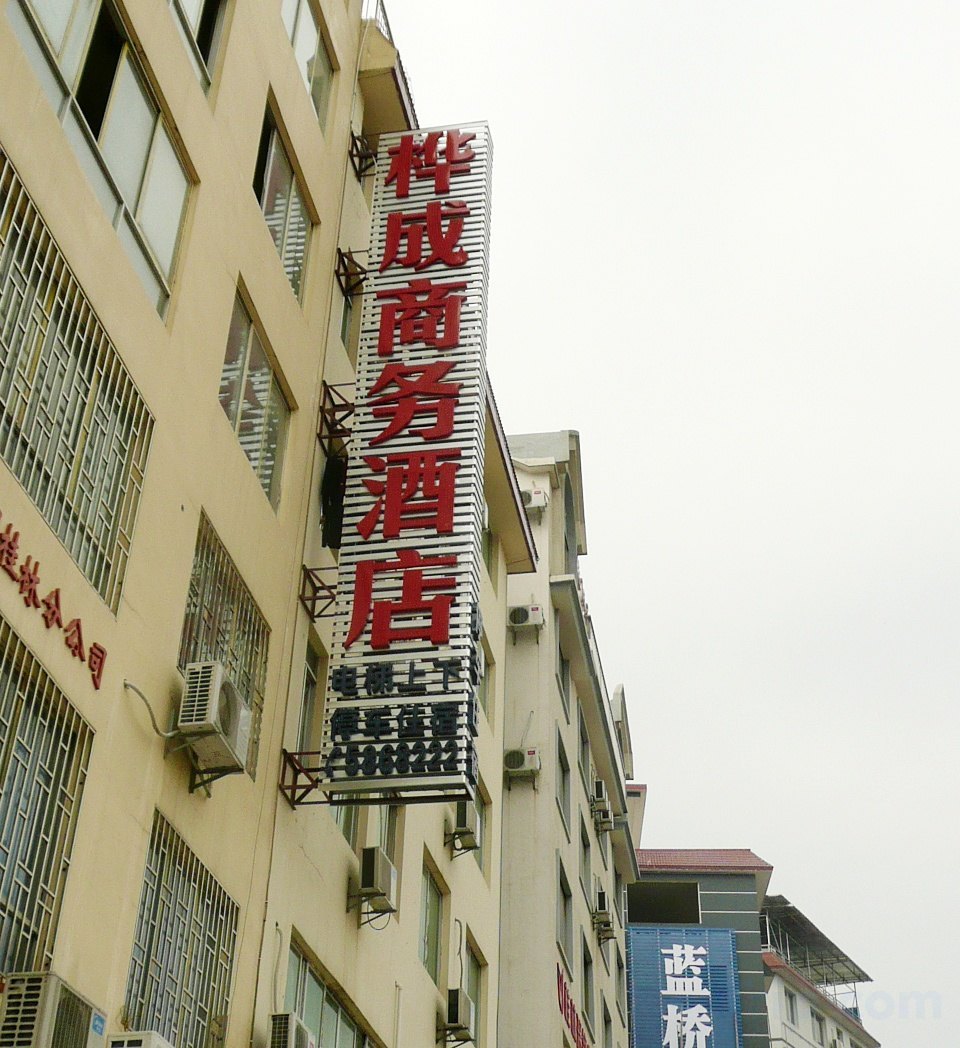 桦成商务酒店
电梯上下
停车住宿
5868222
桂林分公司
蓝桥